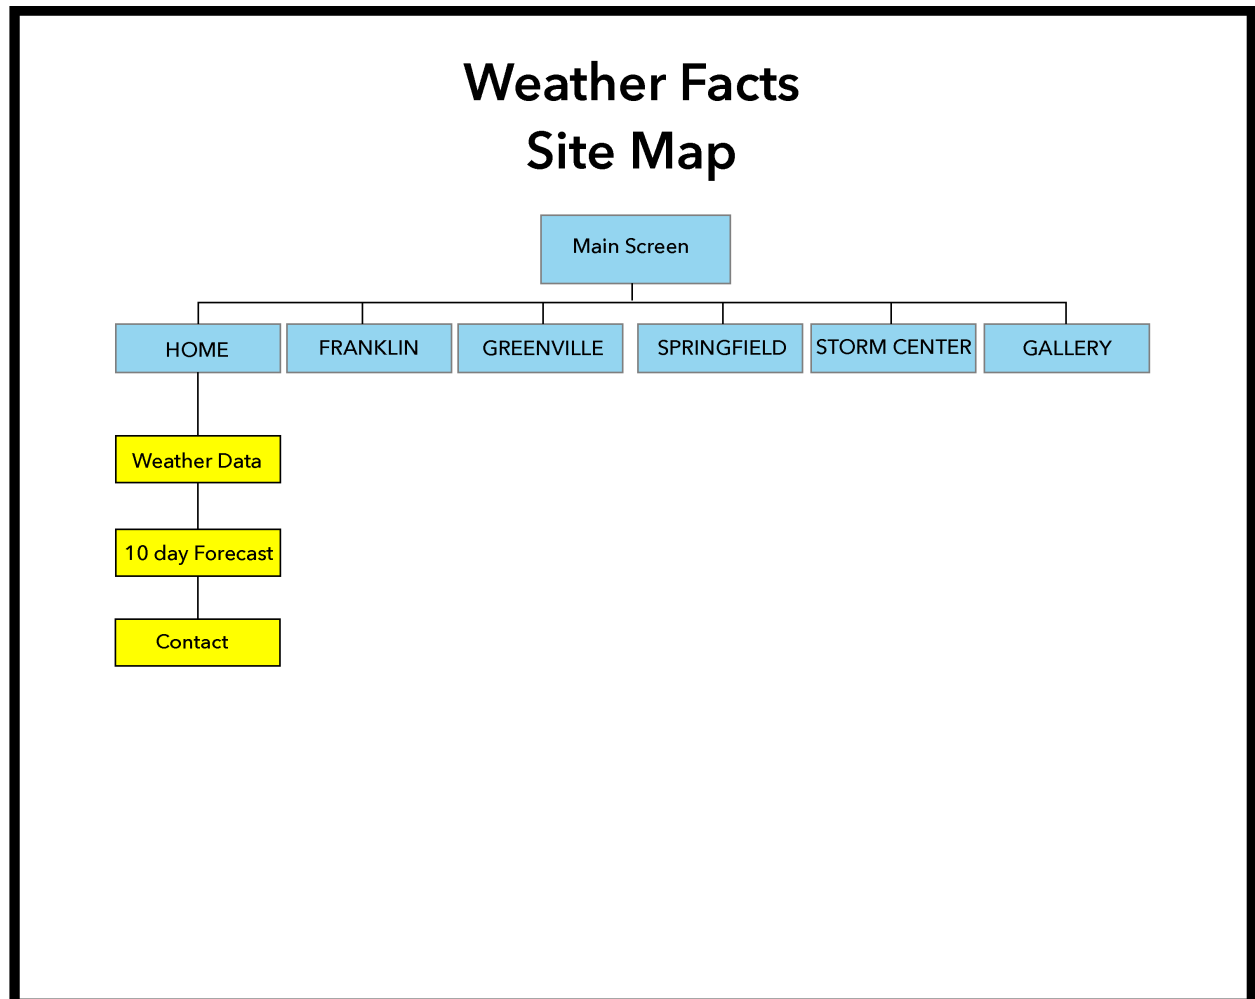 Weather Facts
Site Map
Main Screen
HOME
FRANKLIN
GREENVILLE
SPRINGFIELD
STORM CENTER
GALLERY
Weather Data
10 day Forecast
Contact